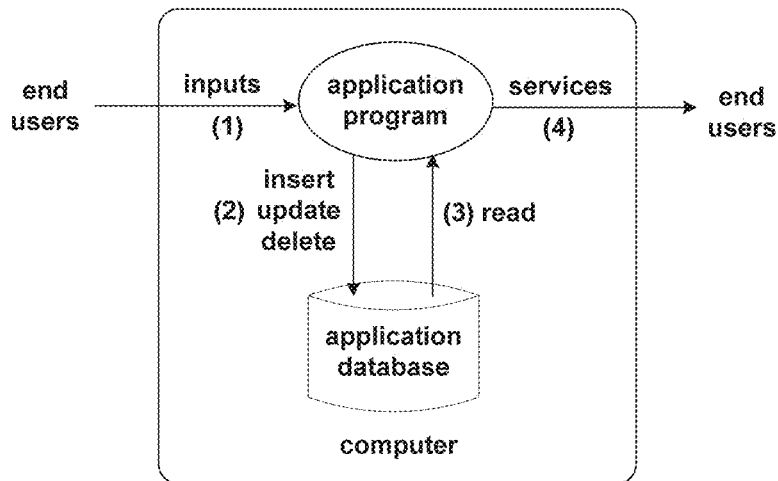 end
users
inputs
(1)
application
program
services
(4)
end
users
(2)
insert
update
delete
(3) read
application
database
computer